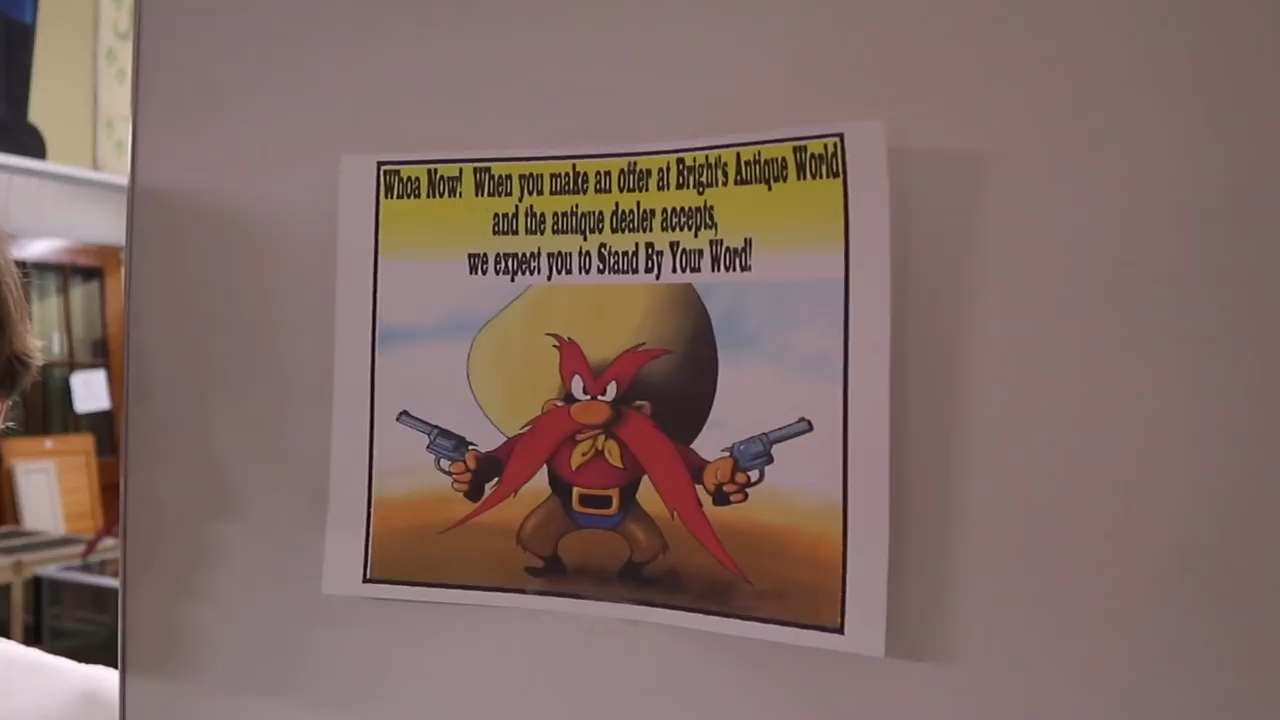 Whoa Now! When you make an offer at Bright's Antique World
and the antique dealer accepts,
we expect you to Stand By Your Word!